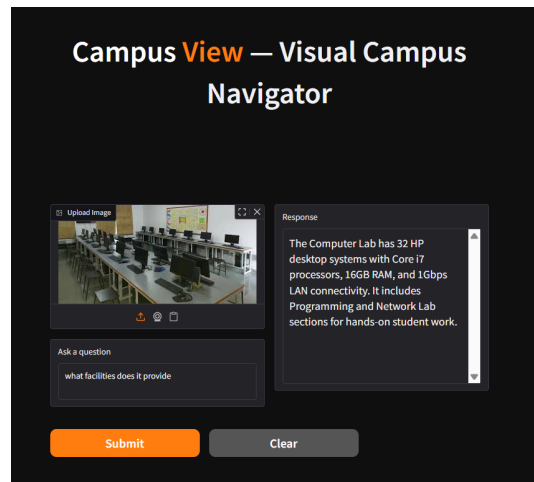 Campus View — Visual Campus
Navigator
Upload Image
Response
The Computer Lab has 32 HP
desktop systems with Core i7
processors, 16GB RAM, and 1Gbps
LAN connectivity. It includes
Programming and Network Lab
sections for hands-on student work.
Ask a question
what facilities does it provide
Submit
Clear